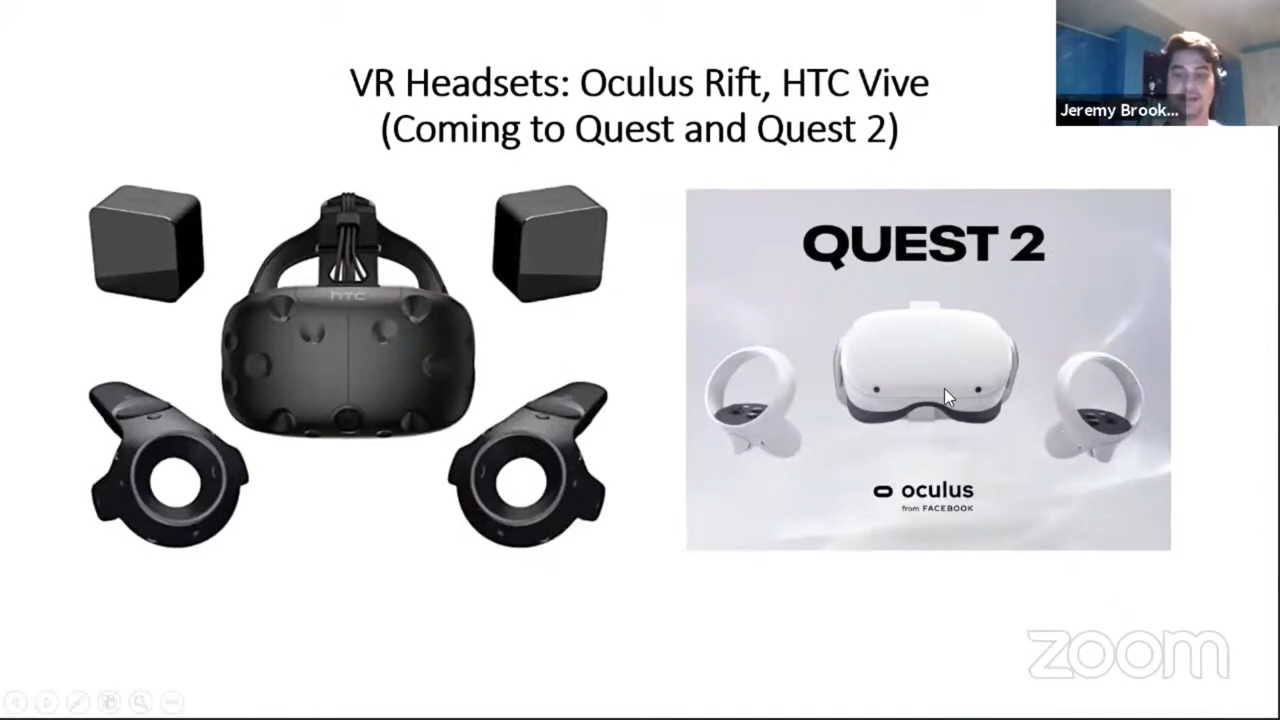 VR Headsets: Oculus Rift, HTC Vive
(Coming to Quest and Quest 2)
Jeremy Brook...
hTC
QUEST 2
oculus
from FACEBOOK
zoom